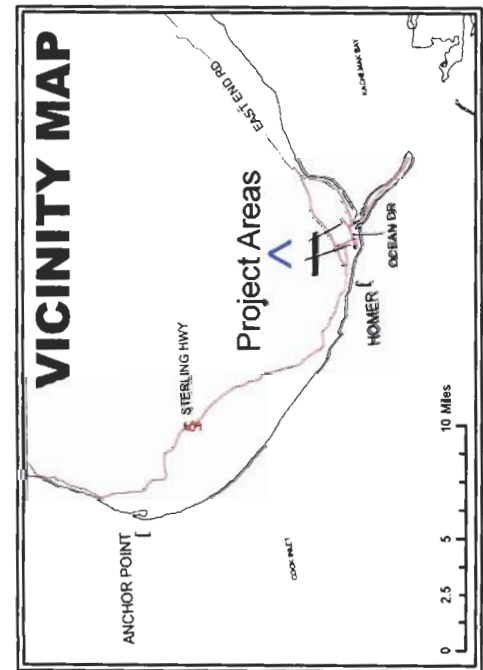 VICINITY MAP
EAST END RD
KACHEMAK BAY
Project Areas
STERLING HWY
OCEAN DR
HOMER
ANCHOR POINT
COOK INLET
0 2.5 5 10 Miles